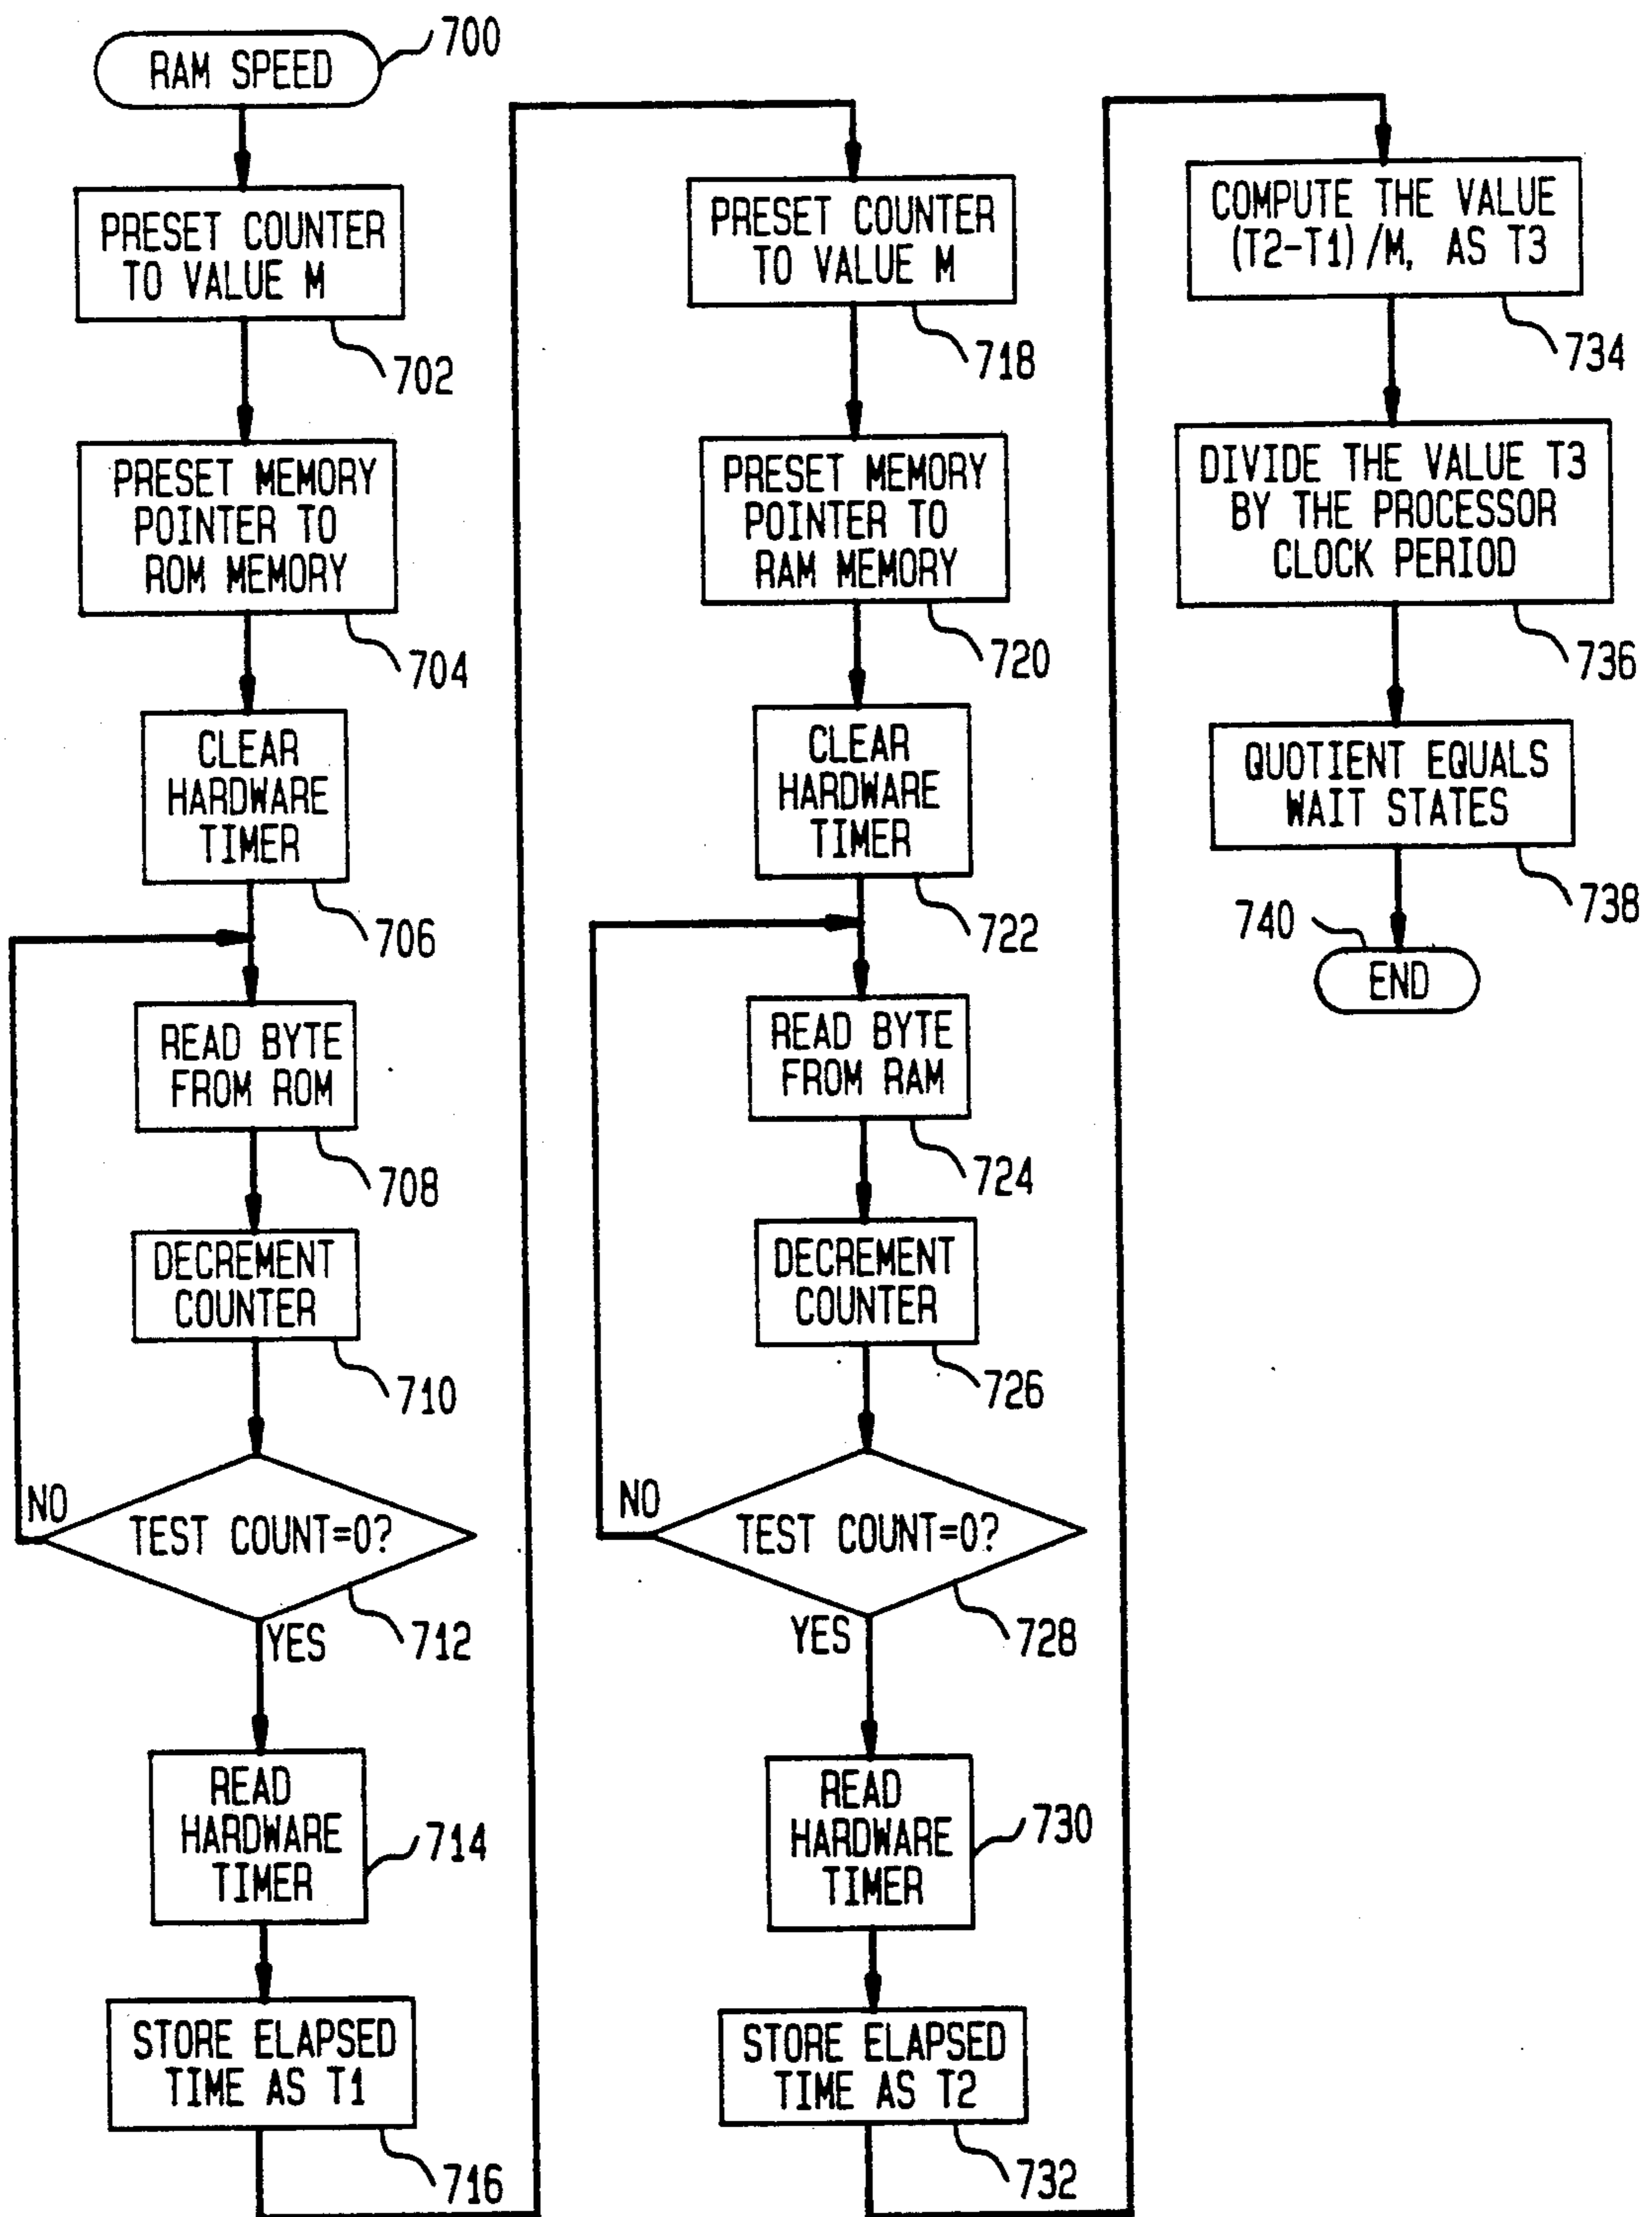 RAM SPEED
700
PRESET COUNTER
TO VALUE M
702
PRESET MEMORY
POINTER TO
ROM MEMORY
704
CLEAR
HARDWARE
TIMER
706
READ BYTE
FROM ROM
708
DECREMENT
COUNTER
710
NO
TEST COUNT=0?
712
YES
READ
HARDWARE
TIMER
714
STORE ELAPSED
TIME AS T1
716
PRESET COUNTER
TO VALUE M
718
PRESET MEMORY
POINTER TO
RAM MEMORY
720
CLEAR
HARDWARE
TIMER
722
READ BYTE
FROM RAM
724
DECREMENT
COUNTER
726
NO
TEST COUNT=0?
728
YES
READ
HARDWARE
TIMER
730
STORE ELAPSED
TIME AS T2
732
COMPUTE THE VALUE
(T2-T1)/M, AS T3
734
DIVIDE THE VALUE T3
BY THE PROCESSOR
CLOCK PERIOD
736
QUOTIENT EQUALS
WAIT STATES
738
740
END